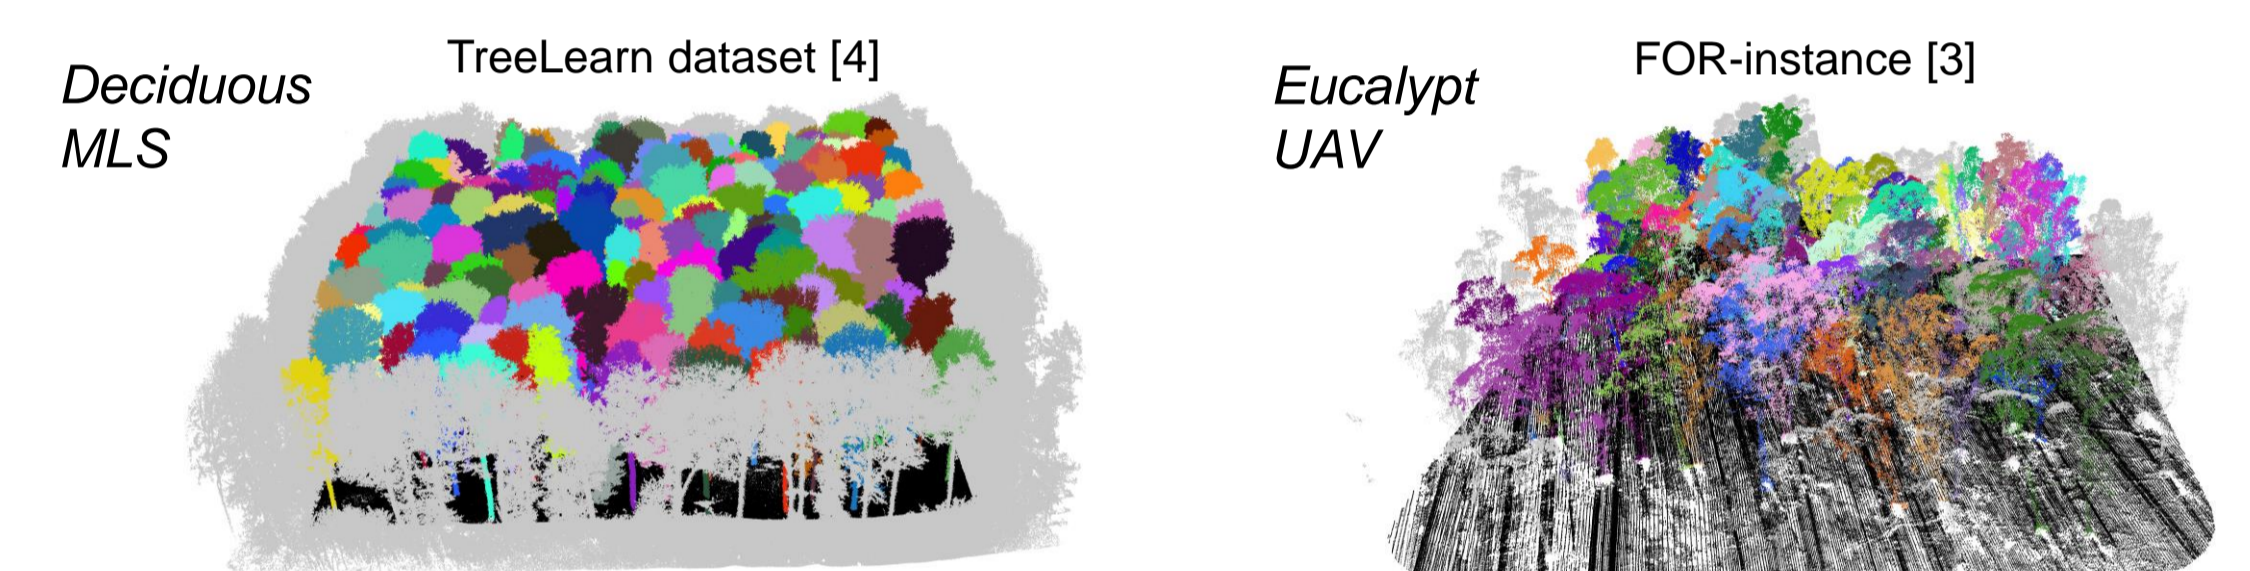 Deciduous
MLS
TreeLearn dataset [4]
Eucalypt
UAV
FOR-instance [3]